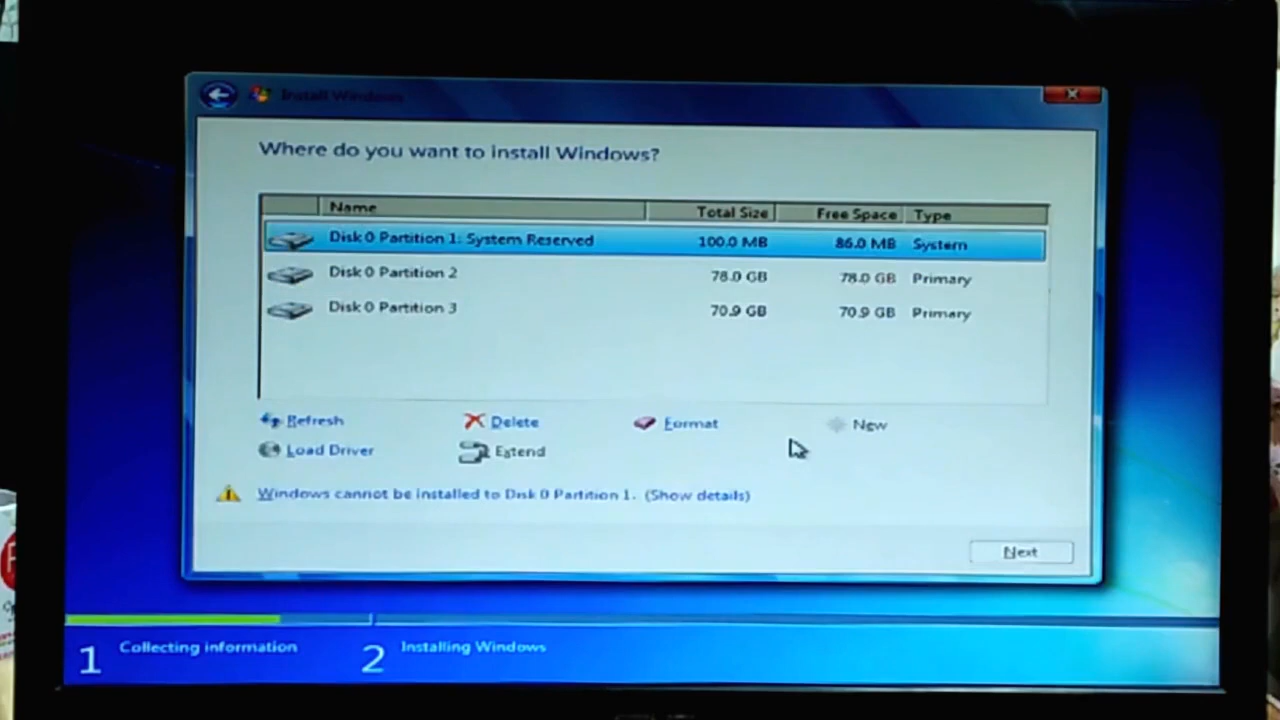 Install Windows
Where do you want to install Windows?
Name Total Size Free Space Type
Disk 0 Partition 1: System Reserved 100.0 MB 86.0 MB System
Disk 0 Partition 2 78.0 GB 78.0 GB Primary
Disk 0 Partition 3 70.9 GB 70.9 GB Primary
Refresh Delete Format New
Load Driver Extend
Windows cannot be installed to Disk 0 Partition 1. (Show details)
Next
1 Collecting information 2 Installing Windows